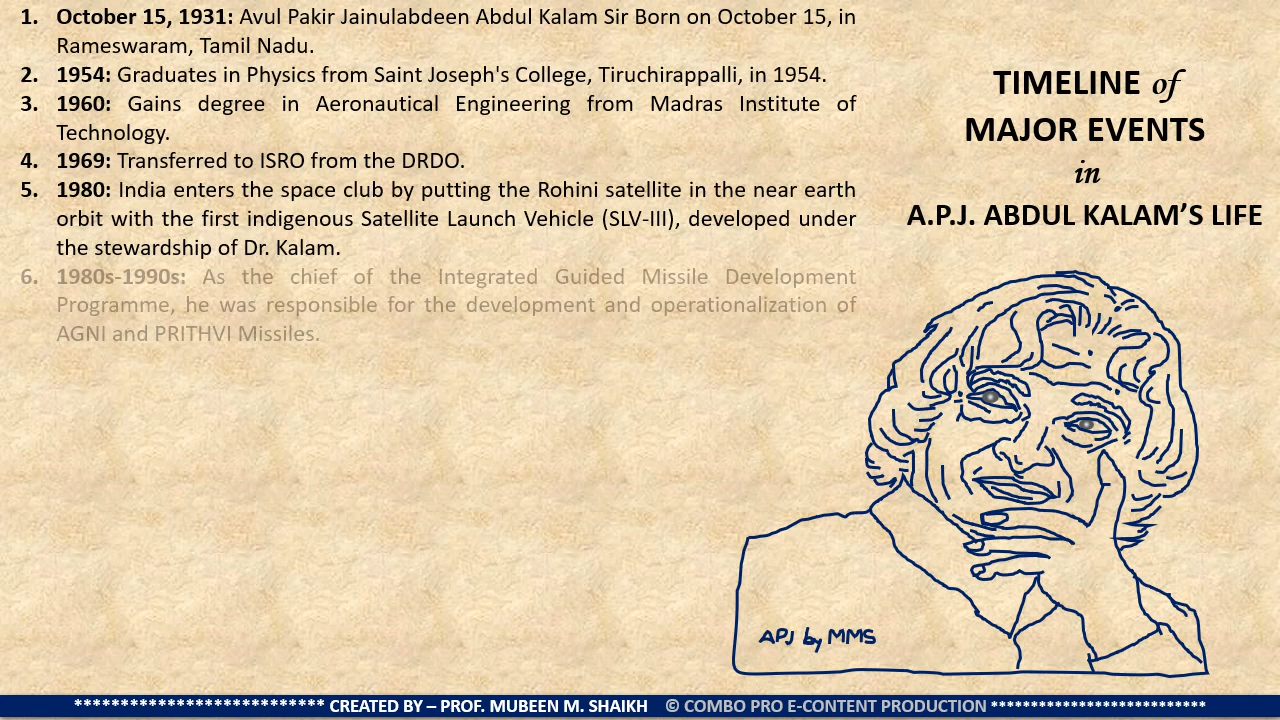 1. October 15, 1931: Avul Pakir Jainulabdeen Abdul Kalam Sir Born on October 15, in
Rameswaram, Tamil Nadu.
2. 1954: Graduates in Physics from Saint Joseph's College, Tiruchirappalli, in 1954.
3. 1960: Gains degree in Aeronautical Engineering from Madras Institute of
Technology.
4. 1969: Transferred to ISRO from the DRDO.
5. 1980: India enters the space club by putting the Rohini satellite in the near earth
orbit with the first indigenous Satellite Launch Vehicle (SLV-III), developed under
the stewardship of Dr. Kalam.
6. 1980s-1990s: As the chief of the Integrated Guided Missile Development
Programme, he was responsible for the development and operationalization of
AGNI and PRITHVI Missiles.
TIMELINE of
MAJOR EVENTS
in
A.P.J. ABDUL KALAM’S LIFE
APJ by MMS
************************** CREATED BY – PROF. MUBEEN M. SHAIKH © COMBO PRO E-CONTENT PRODUCTION **************************